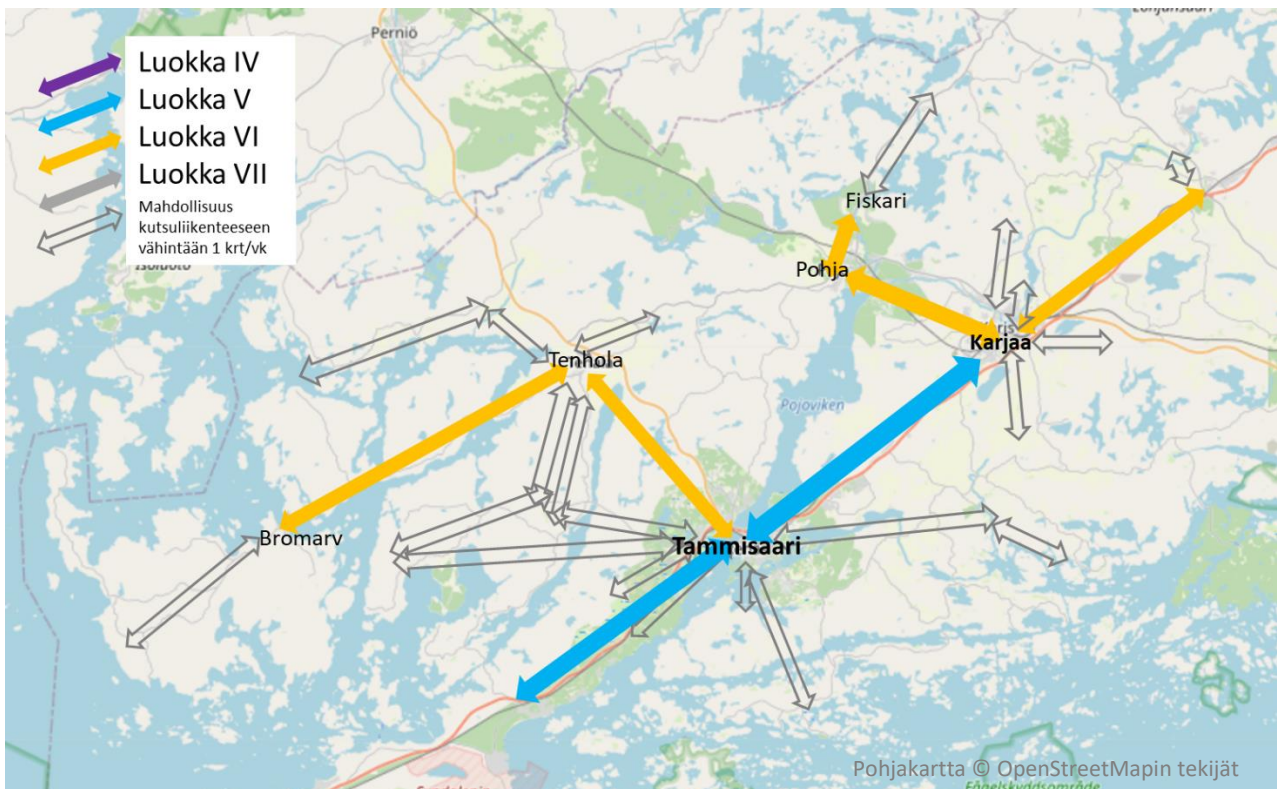 Perniö
Luokka IV
Luokka V
Luokka VI
Luokka VII
Mahdollisuus
kutsuliikenteeseen
vähintään 1 krt/vk
Fiskari
Pohja
Karjaa
Tenhola
Pojoviken
Bromarv
Tammisaari
Pohjakartta © OpenStreetMapin tekijät